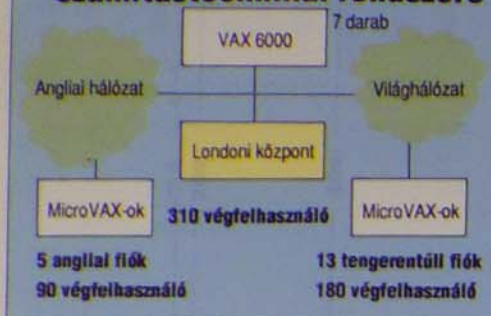 7 darab
VAX 6000
Angliai hálózat
Világhálózat
Londoni központ
MicroVAX-ok
310 végfelhasználó
MicroVAX-ok
5 angliai fiók
90 végfelhasználó
13 tengerentúli fiók
180 végfelhasználó